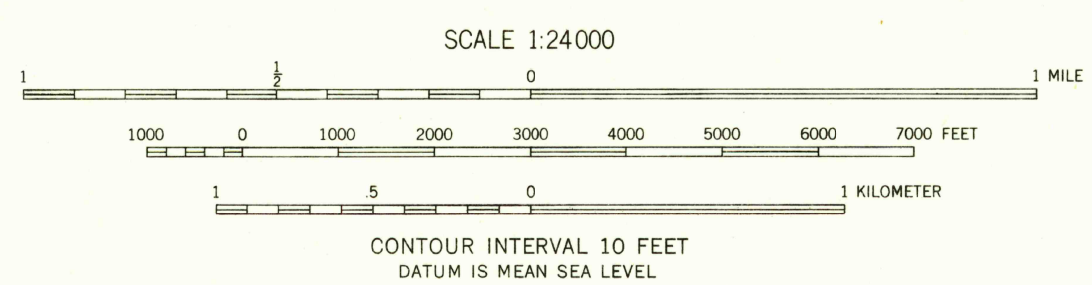 SCALE 1:24000
1 1/2 0 1 MILE
1000 0 1000 2000 3000 4000 5000 6000 7000 FEET
1 .5 0 1 KILOMETER
CONTOUR INTERVAL 10 FEET
DATUM IS MEAN SEA LEVEL